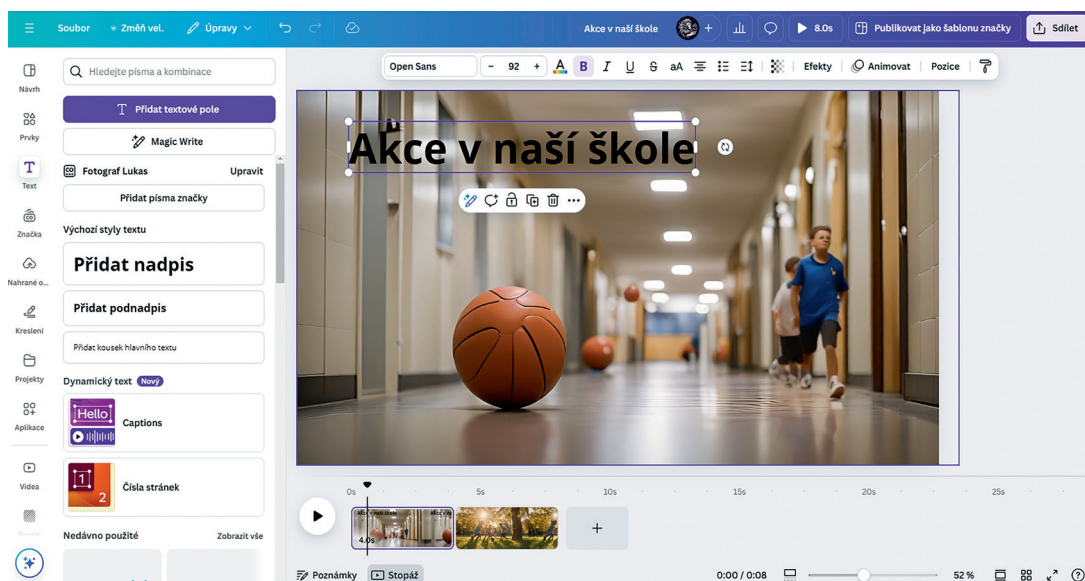 Soubor
Změň vel.
Úpravy
Akce v naší škole
8.0s
Publikovat jako šablonu značky
Sdílet
Návrh
Prvky
Text
Značka
Nahrané o...
Kreslení
Projekty
Aplikace
Videa
Hledejte písma a kombinace
Přidat textové pole
Magic Write
Fotograf Lukas
Upravit
Přidat písma značky
Výchozí styly textu
Přidat nadpis
Přidat podnadpis
Přidat kousek hlavního textu
Dynamický text Nový
Hello
Captions
1
2
Čísla stránek
Nedávno použité
Zobrazit vše
Open Sans
- 92 +
A B I U S aA
Efekty
Animovat
Pozice
Akce v naší škole
0s 5s 10s 15s 20s 25s
Akce v naší škole
4.0s
+
Poznámky
Stopáž
0:00 / 0:08
52 %